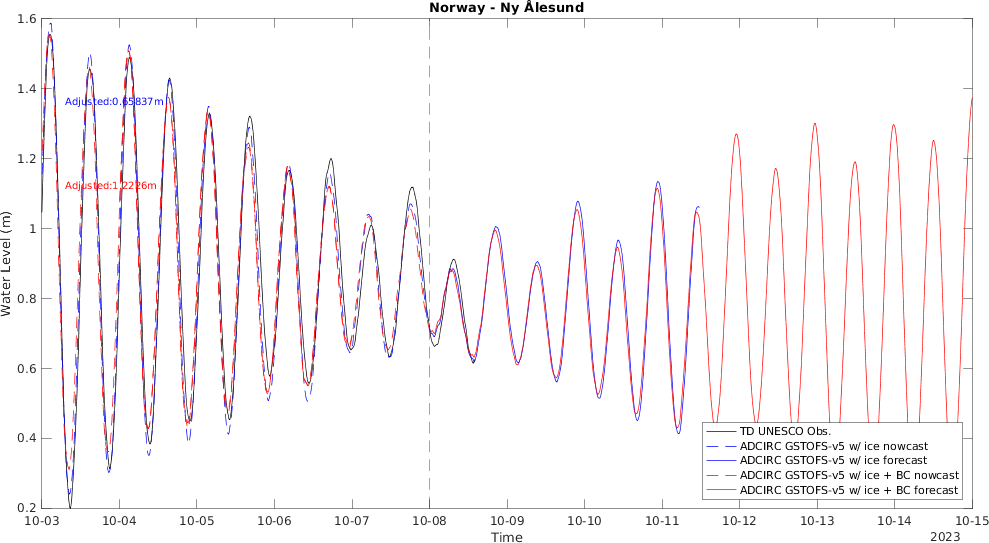 Norway - Ny Ålesund
Water Level (m)
1.6
1.4
1.2
1
0.8
0.6
0.4
0.2
Adjusted:0.65837m
Adjusted:1.2226m
TD UNESCO Obs.
ADCIRC GSTOFS-v5 w/ ice nowcast
ADCIRC GSTOFS-v5 w/ ice forecast
ADCIRC GSTOFS-v5 w/ ice + BC nowcast
ADCIRC GSTOFS-v5 w/ ice + BC forecast
10-03 10-04 10-05 10-06 10-07 10-08 10-09 10-10 10-11 10-12 10-13 10-14 10-15
Time
2023